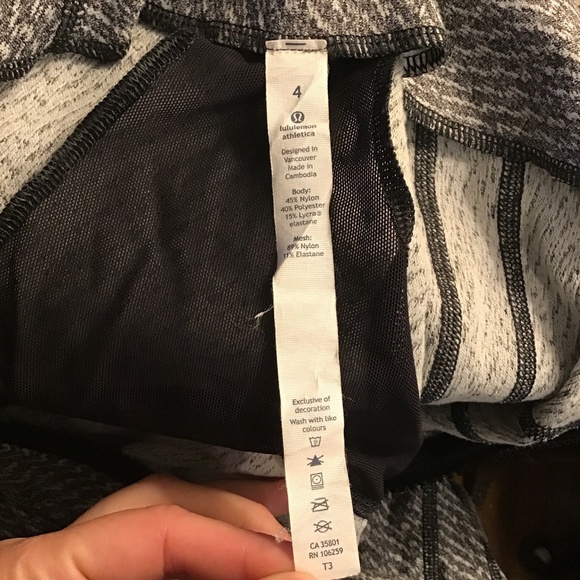 4
lululemon
athletica
Designed in
Vancouver
Made in
Cambodia
Body:
45% Nylon
40% Polyester
15% Lycra®
elastane
Mesh:
89% Nylon
11% Elastane
Exclusive of
decoration
Wash with like
colours
CA 35801
RN 106259
T3